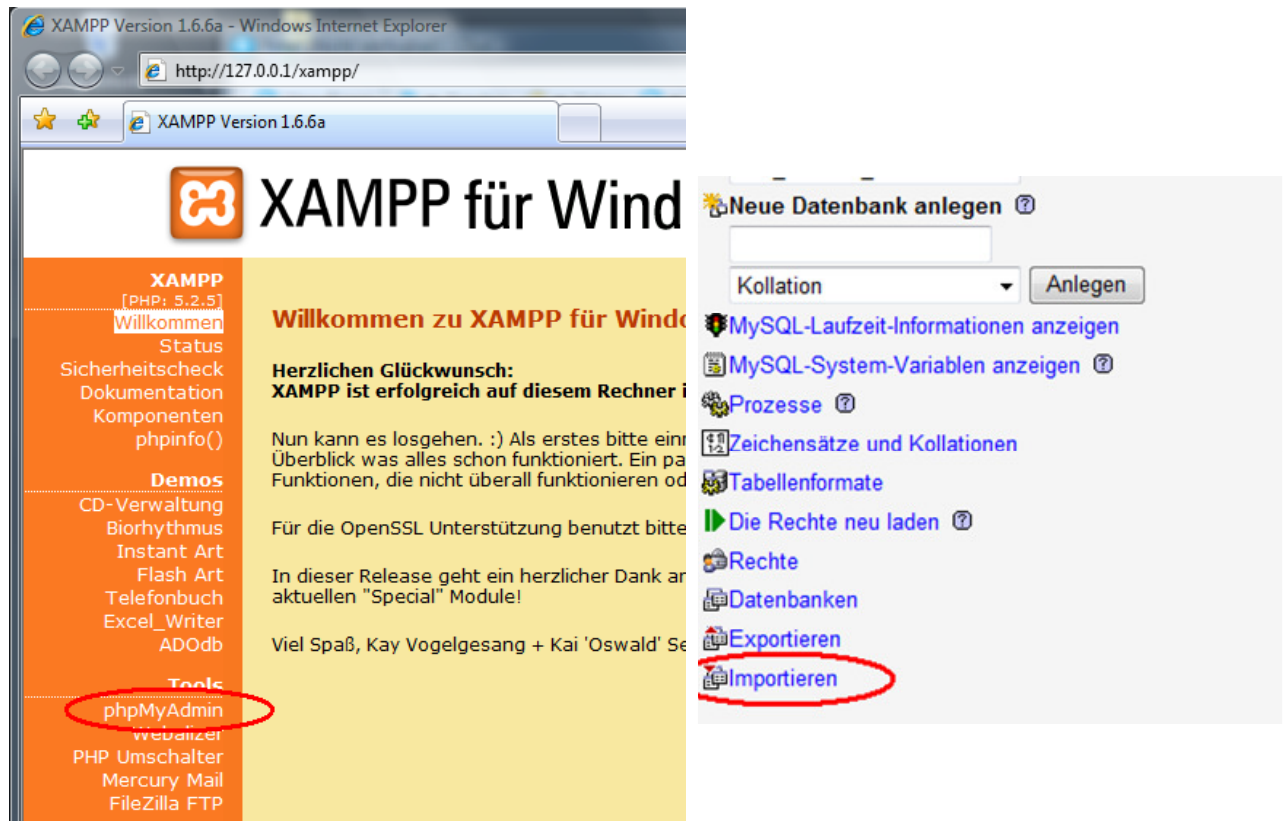 XAMPP Version 1.6.6a - Windows Internet Explorer
http://127.0.0.1/xampp/
XAMPP Version 1.6.6a
XAMPP für Wind
XAMPP
[PHP: 5.2.5]
Willkommen
Status
Sicherheitscheck
Dokumentation
Komponenten
phpinfo()
Demos
CD-Verwaltung
Biorhythmus
Instant Art
Flash Art
Telefonbuch
Excel_Writer
ADOdb
Tools
phpMyAdmin
Webalizer
PHP Umschalter
Mercury Mail
FileZilla FTP
Willkommen zu XAMPP für Windo
Herzlichen Glückwunsch:
XAMPP ist erfolgreich auf diesem Rechner i
Nun kann es losgehen. :) Als erstes bitte einm
Überblick was alles schon funktioniert. Ein pa
Funktionen, die nicht überall funktionieren od
Für die OpenSSL Unterstützung benutzt bitte
In dieser Release geht ein herzlicher Dank an
aktuellen "Special" Module!
Viel Spaß, Kay Vogelgesang + Kai 'Oswald' Se
Neue Datenbank anlegen
Kollation Anlegen
MySQL-Laufzeit-Informationen anzeigen
MySQL-System-Variablen anzeigen
Prozesse
Zeichensätze und Kollationen
Tabellenformate
Die Rechte neu laden
Rechte
Datenbanken
Exportieren
Importieren